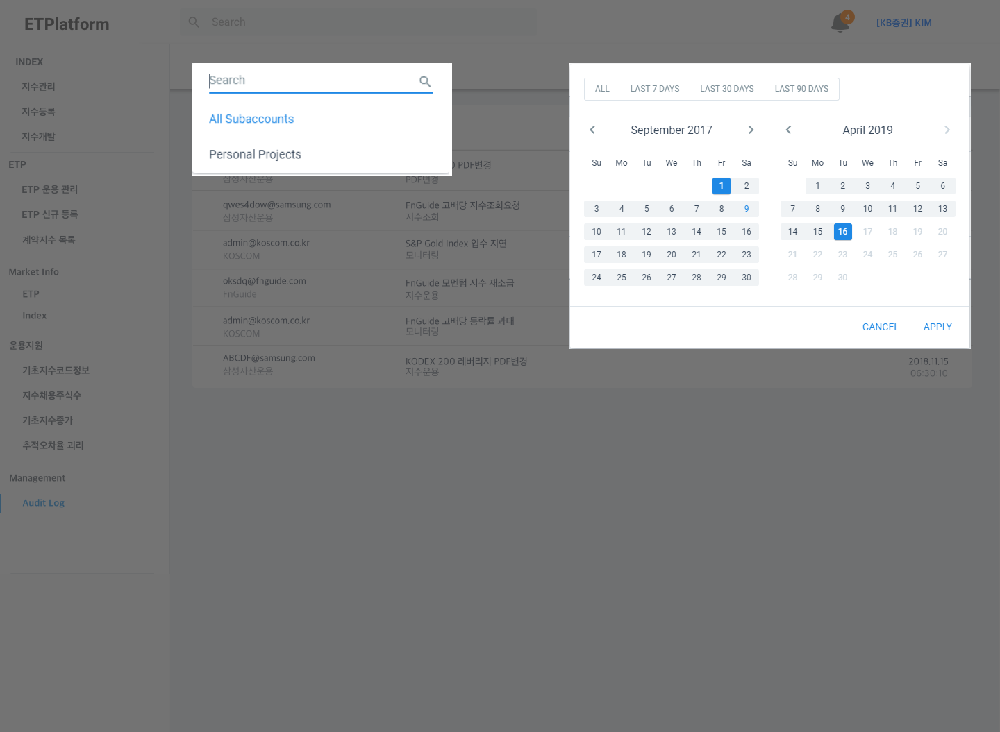 ETPlatform
Search
4
[KB증권] KIM
INDEX
지수관리
지수등록
지수개발
ETP
ETP 운용 관리
ETP 신규 등록
계약지수 목록
Market Info
ETP
Index
운용지원
기초지수코드정보
지수채용주식수
기초지수종가
추적오차율 괴리
Management
Audit Log
Search
All Subaccounts
Personal Projects
0 PDF변경
삼성자산운용
PDF변경
qwes4dow@samsung.com
FnGuide 고배당 지수조회요청
삼성자산운용
지수조회
admin@koscom.co.kr
S&P Gold Index 입수 지연
KOSCOM
모니터링
oksdq@fnguide.com
FnGuide 모멘텀 지수 재소급
FnGuide
지수운용
admin@koscom.co.kr
FnGuide 고배당 등락률 과대
KOSCOM
모니터링
ABCDF@samsung.com
KODEX 200 레버리지 PDF변경
2018.11.15
삼성자산운용
지수운용
06:30:10
ALL LAST 7 DAYS LAST 30 DAYS LAST 90 DAYS
September 2017
Su Mo Tu We Th Fr Sa
1 2
3 4 5 6 7 8 9
10 11 12 13 14 15 16
17 18 19 20 21 22 23
24 25 26 27 28 29 30
April 2019
Su Mo Tu We Th Fr Sa
1 2 3 4 5 6
7 8 9 10 11 12 13
14 15 16 17 18 19 20
21 22 23 24 25 26 27
28 29 30
CANCEL APPLY